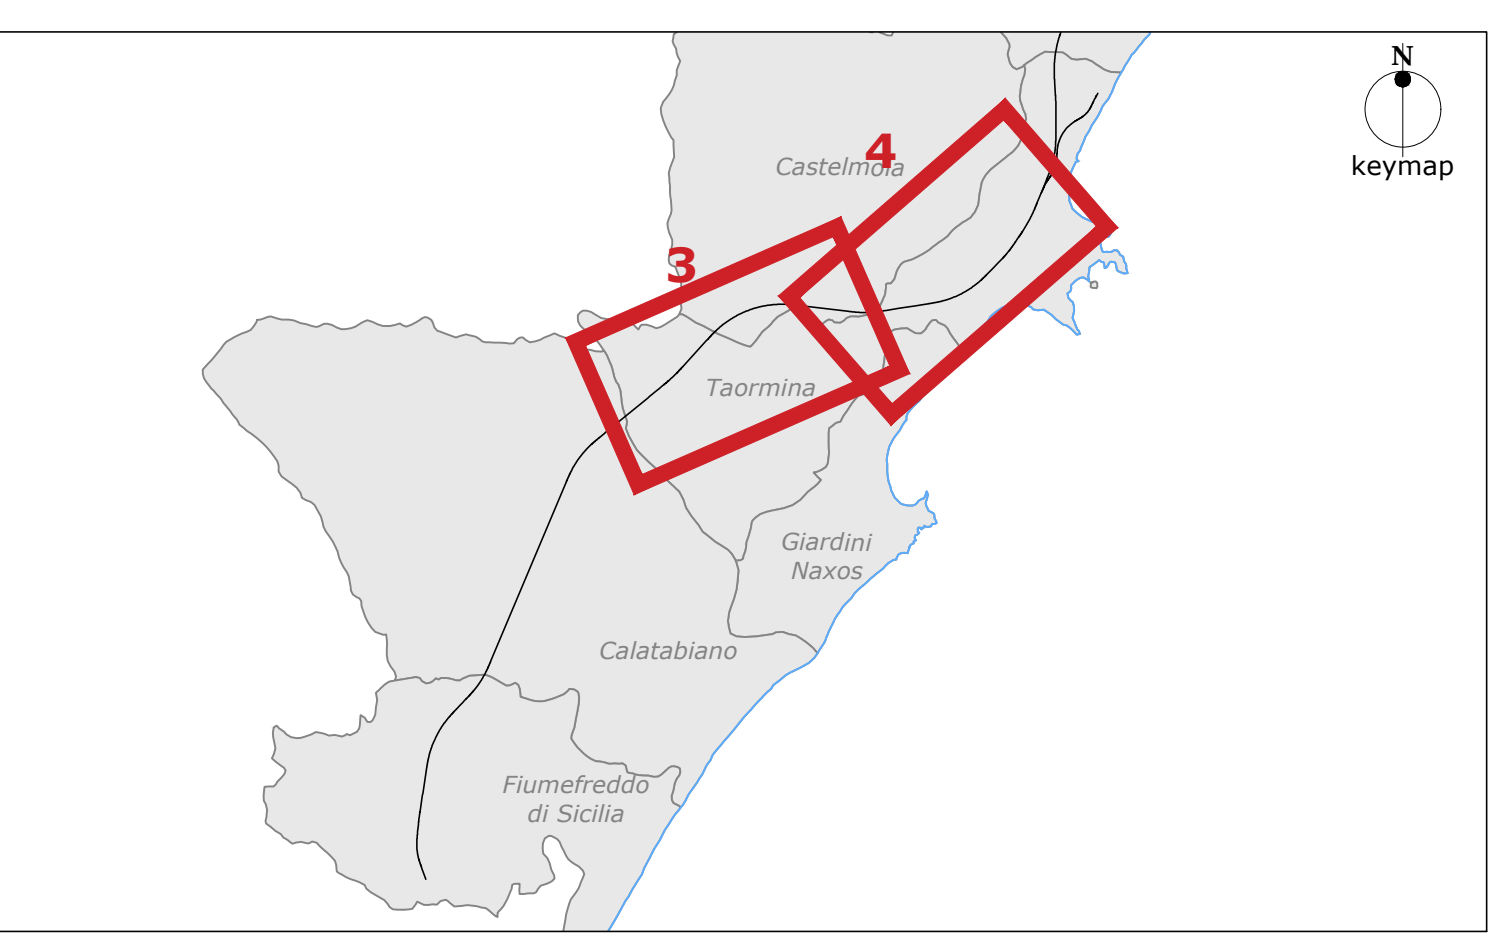 N
keymap
4
Castelmola
3
Taormina
Giardini
Naxos
Calatabiano
Fiumefreddo
di Sicilia